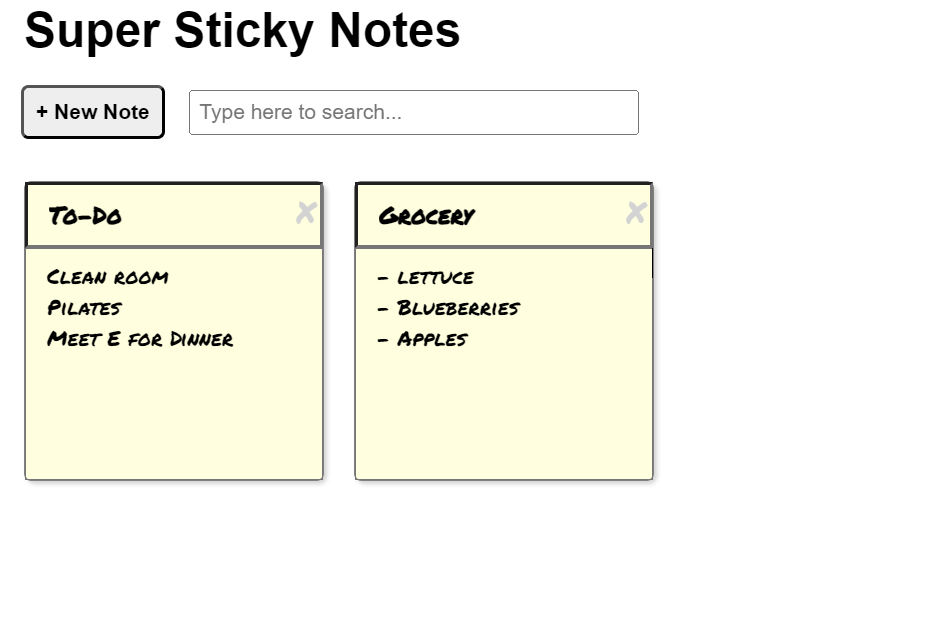 Super Sticky Notes
+ New Note
Type here to search...
To-Do
Clean room
Pilates
Meet E for Dinner
Grocery
- lettuce
- Blueberries
- Apples